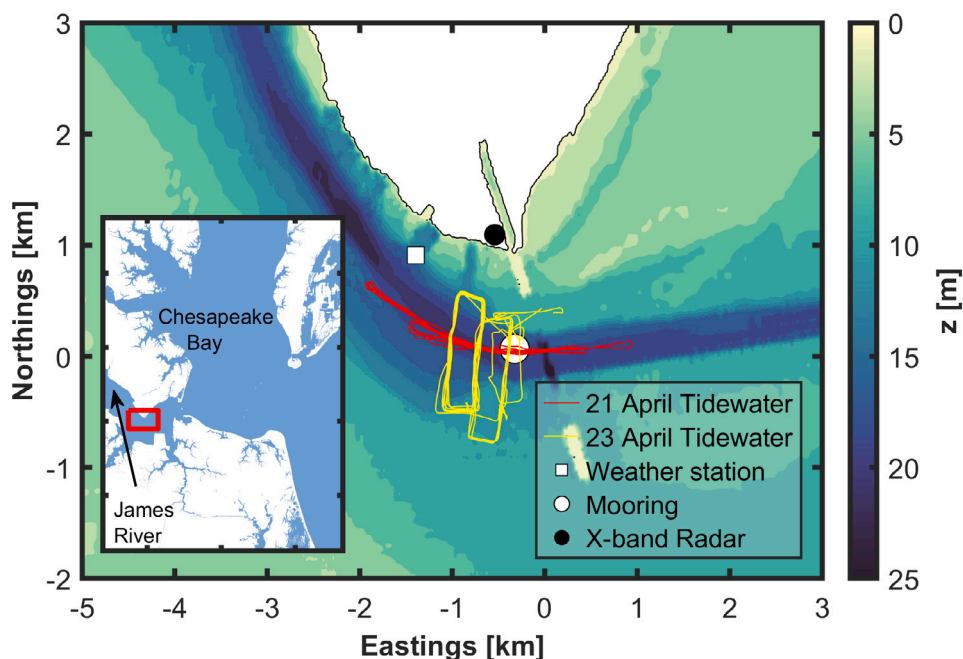 3
2
1
0
-1
-2
Northings [km]
-5
-4
-3
-2
-1
0
1
2
3
Eastings [km]
Chesapeake
Bay
James
River
21 April Tidewater
23 April Tidewater
Weather station
Mooring
X-band Radar
0
5
10
15
20
25
z [m]